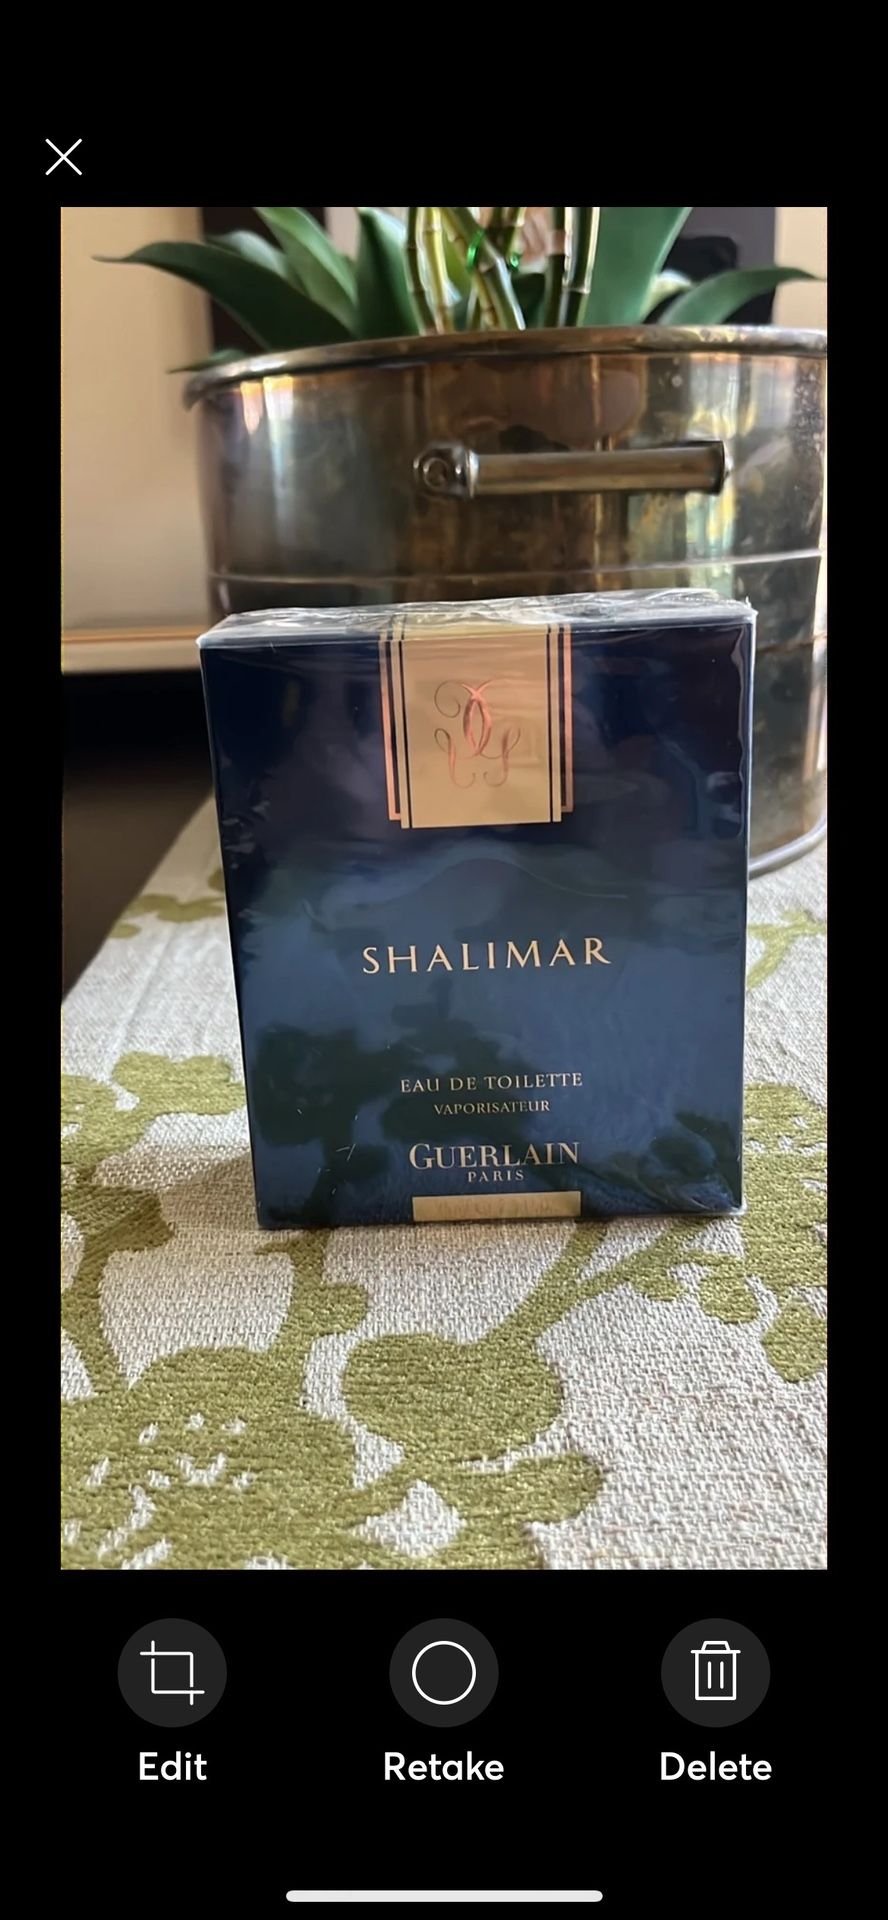 SHALIMAR
EAU DE TOILETTE
VAPORISATEUR
GUERLAIN
PARIS
Edit
Retake
Delete